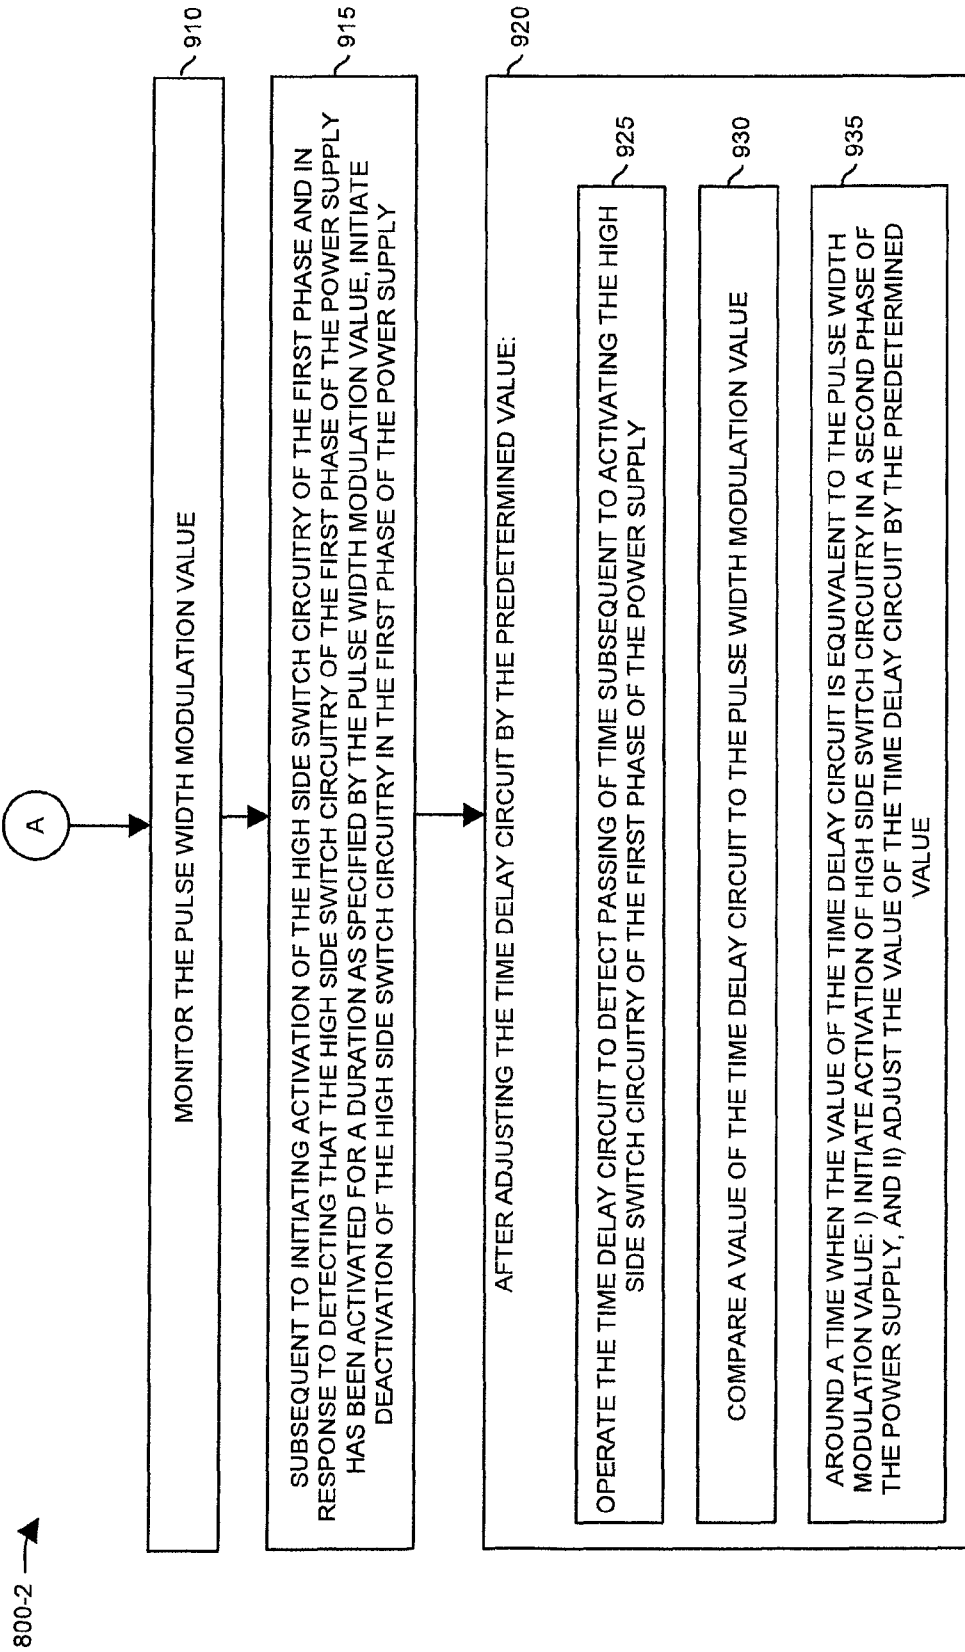 800-2
A
910
MONITOR THE PULSE WIDTH MODULATION VALUE
915
SUBSEQUENT TO INITIATING ACTIVATION OF THE HIGH SIDE SWITCH CIRCUITRY OF THE FIRST PHASE AND IN
RESPONSE TO DETECTING THAT THE HIGH SIDE SWITCH CIRCUITRY OF THE FIRST PHASE OF THE POWER SUPPLY
HAS BEEN ACTIVATED FOR A DURATION AS SPECIFIED BY THE PULSE WIDTH MODULATION VALUE, INITIATE
DEACTIVATION OF THE HIGH SIDE SWITCH CIRCUITRY IN THE FIRST PHASE OF THE POWER SUPPLY
920
AFTER ADJUSTING THE TIME DELAY CIRCUIT BY THE PREDETERMINED VALUE:
925
OPERATE THE TIME DELAY CIRCUIT TO DETECT PASSING OF TIME SUBSEQUENT TO ACTIVATING THE HIGH
SIDE SWITCH CIRCUITRY OF THE FIRST PHASE OF THE POWER SUPPLY
930
COMPARE A VALUE OF THE TIME DELAY CIRCUIT TO THE PULSE WIDTH MODULATION VALUE
935
AROUND A TIME WHEN THE VALUE OF THE TIME DELAY CIRCUIT IS EQUIVALENT TO THE PULSE WIDTH
MODULATION VALUE: I) INITIATE ACTIVATION OF HIGH SIDE SWITCH CIRCUITRY IN A SECOND PHASE OF
THE POWER SUPPLY, AND II) ADJUST THE VALUE OF THE TIME DELAY CIRCUIT BY THE PREDETERMINED
VALUE